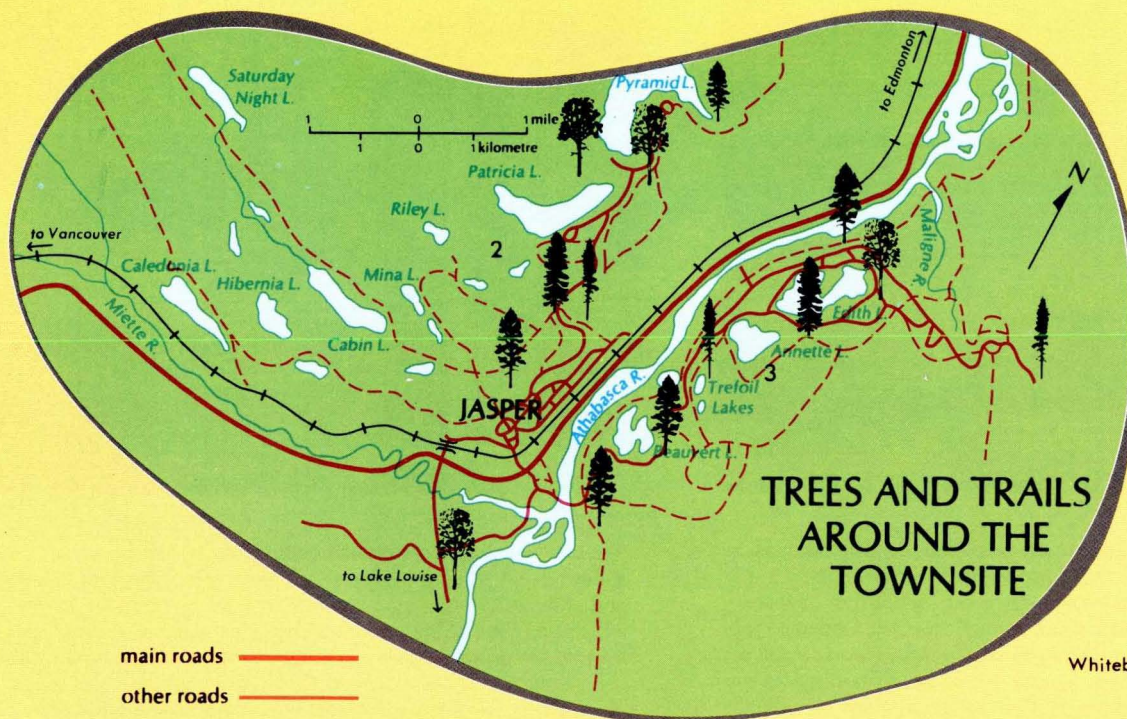 Saturday
Night L.
Pyramid L.
to Edmonton
1 0 1 mile
1 0 1 kilometre
Patricia L.
N
Riley L.
2
Maligne R.
to Vancouver
Caledonia L.
Hibernia L.
Mina L.
Edith L.
Miette R.
Cabin L.
Annette L.
3
Trefoil
Lakes
JASPER
Athabasca R.
Beauvert L.
TREES AND TRAILS
AROUND THE
TOWNSITE
to Lake Louise
main roads
other roads